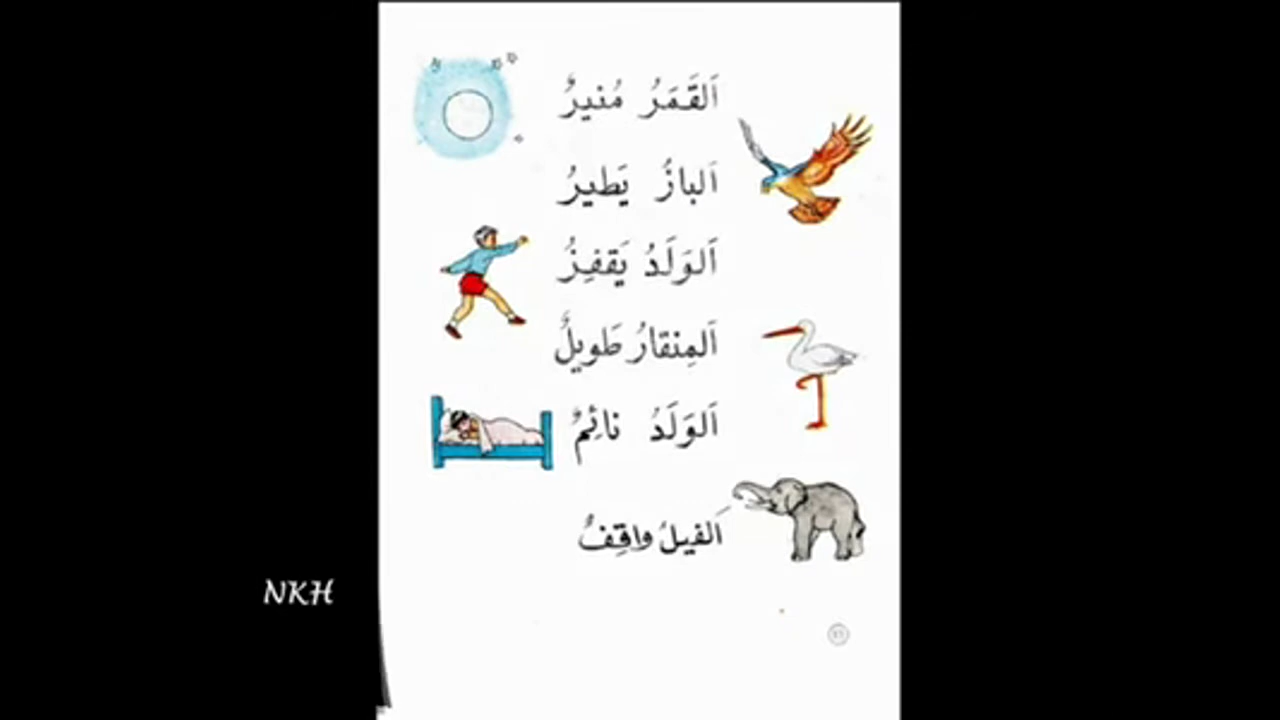 اَلقَمَرُ مُنيرٌ
اَلبازُ يَطيرُ
اَلوَلَدُ يَقفِزُ
اَلمِنقارُ طَويلٌ
اَلوَلَدُ نائِمٌ
اَلفيلُ واقِفٌ
NKH